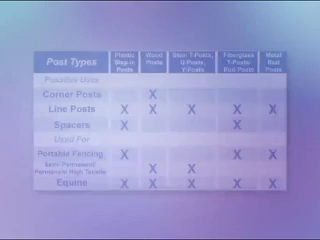 Post Types Plastic Step-in Posts Wood Posts Steel T-Posts, U-Posts, Y-Posts Fiberglass T-Posts/ Rod Posts Metal Rod Posts
Possible Uses
Corner Posts X
Line Posts X X X X X
Spacers X X
Used For
Portable Fencing X X X
Semi-Permanent/
Permanent High Tensile X X
Equine X X X X X